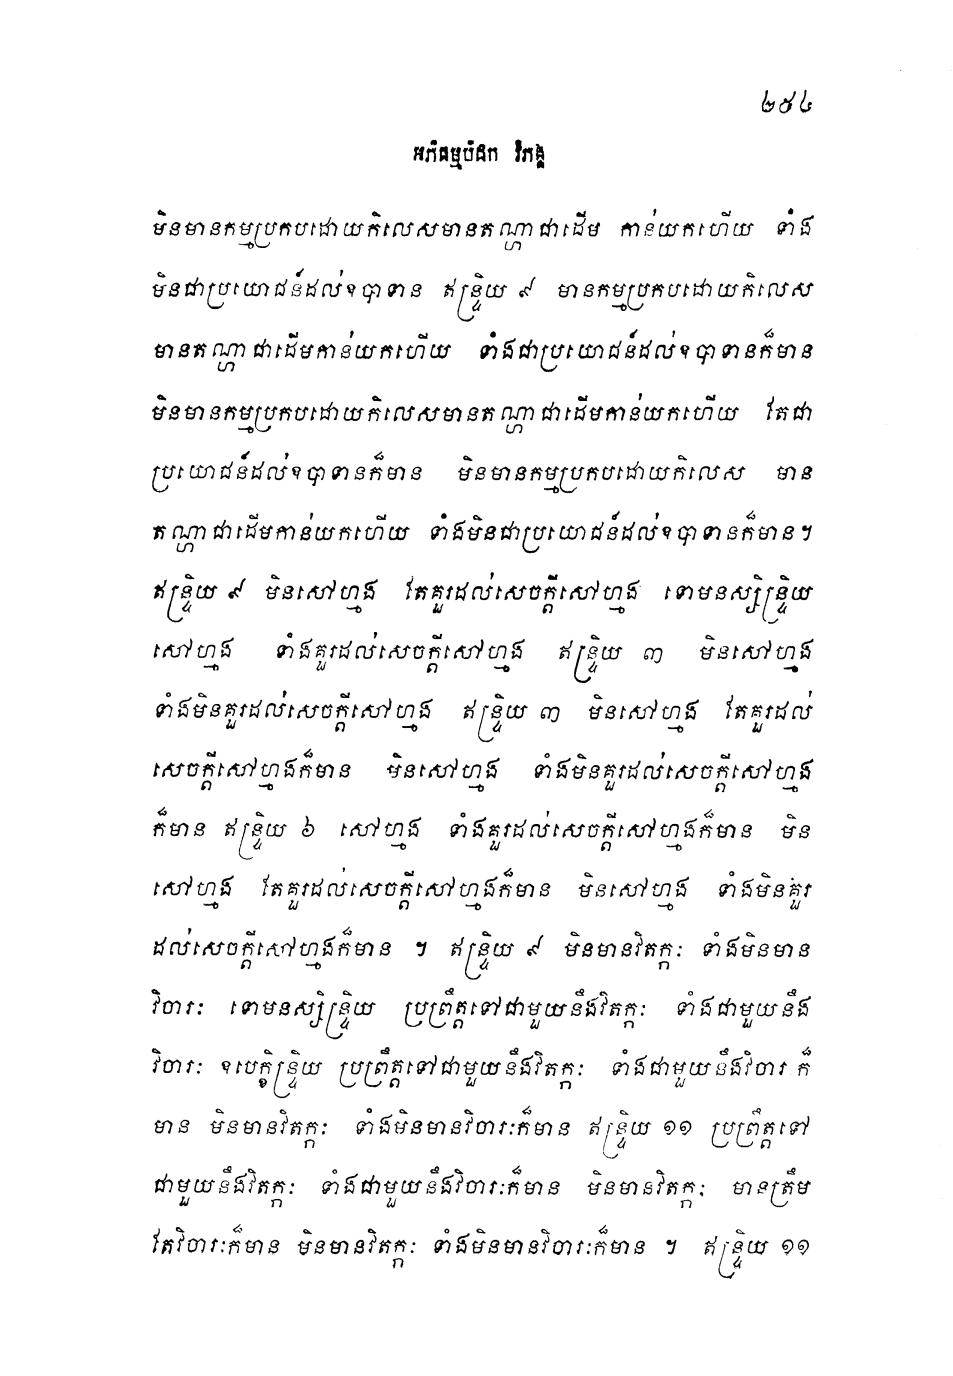 ២៥៤
អភិធម្មបិដក វិភង្គ
មិនមានកម្មប្រកបដោយកិលេសមានតណ្ហាជាដើម កាន់យកហើយ ទាំង
មិនជាប្រយោជន៍ដល់ឧបាទាន ឥន្ទ្រិយ ៩ មានកម្មប្រកបដោយកិលេស
មានតណ្ហាជាដើមកាន់យកហើយ ទាំងជាប្រយោជន៍ដល់ឧបាទានក៏មាន
មិនមានកម្មប្រកបដោយកិលេសមានតណ្ហាជាដើមកាន់យកហើយ តែជា
ប្រយោជន៍ដល់ឧបាទានក៏មាន មិនមានកម្មប្រកបដោយកិលេស មាន
តណ្ហាជាដើមកាន់យកហើយ ទាំងមិនជាប្រយោជន៍ដល់ឧបាទានក៏មាន។
ឥន្ទ្រិយ ៩ មិនសៅហ្មង តែគួរដល់សេចក្តីសៅហ្មង ទោមនស្សិន្ទ្រិយ
សៅហ្មង ទាំងគួរដល់សេចក្តីសៅហ្មង ឥន្ទ្រិយ ៣ មិនសៅហ្មង
ទាំងមិនគួរដល់សេចក្តីសៅហ្មង ឥន្ទ្រិយ ៣ មិនសៅហ្មង តែគួរដល់
សេចក្តីសៅហ្មងក៏មាន មិនសៅហ្មង ទាំងមិនគួរដល់សេចក្តីសៅហ្មង
ក៏មាន ឥន្ទ្រិយ ៦ សៅហ្មង ទាំងគួរដល់សេចក្តីសៅហ្មងក៏មាន មិន
សៅហ្មង តែគួរដល់សេចក្តីសៅហ្មងក៏មាន មិនសៅហ្មង ទាំងមិនគួរ
ដល់សេចក្តីសៅហ្មងក៏មាន ។ ឥន្ទ្រិយ ៩ មិនមានវិតក្កៈ ទាំងមិនមាន
វិចារៈ ទោមនស្សិន្ទ្រិយ ប្រព្រឹត្តទៅជាមួយនឹងវិតក្កៈ ទាំងជាមួយនឹង
វិចារៈ ឧបេក្ខិន្ទ្រិយ ប្រព្រឹត្តទៅជាមួយនឹងវិតក្កៈ ទាំងជាមួយនឹងវិចារ ក៏
មាន មិនមានវិតក្កៈ ទាំងមិនមានវិចារៈក៏មាន ឥន្ទ្រិយ ១១ ប្រព្រឹត្តទៅ
ជាមួយនឹងវិតក្កៈ ទាំងជាមួយនឹងវិចារៈក៏មាន មិនមានវិតក្កៈ មានត្រឹម
តែវិចារៈក៏មាន មិនមានវិតក្កៈ ទាំងមិនមានវិចារៈក៏មាន ។ ឥន្ទ្រិយ ១១